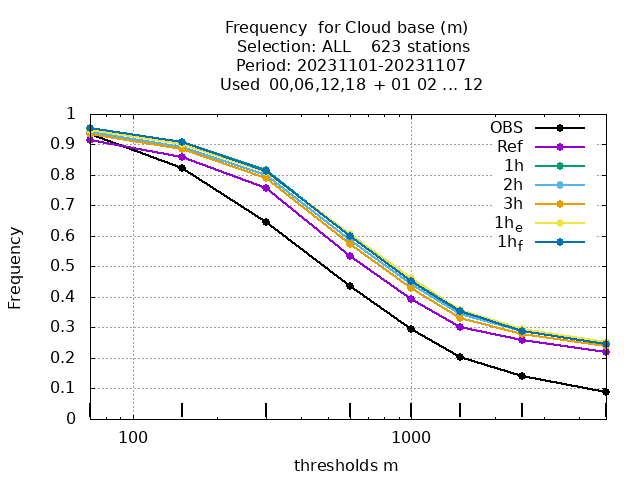 Frequency  for Cloud base (m)
Selection: ALL    623 stations
Period: 20231101-20231107
Used  00,06,12,18  + 01 02 ... 12
1
0.9
0.8
0.7
0.6
0.5
0.4
0.3
0.2
0.1
0
Frequency
OBS
Ref
1h
2h
3h
1he
1hf
100
1000
thresholds m